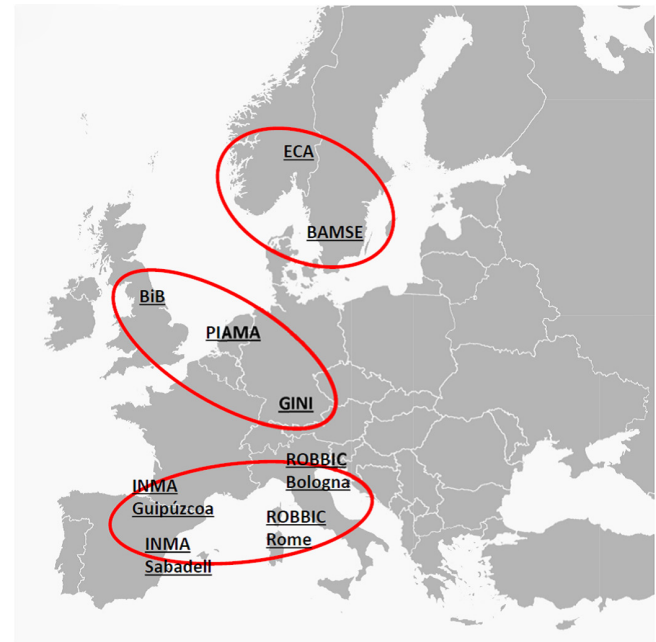 ECA
BAMSE
BiB
PIAMA
GINI
ROBBIC
Bologna
INMA
Guipúzcoa
ROBBIC
Rome
INMA
Sabadell